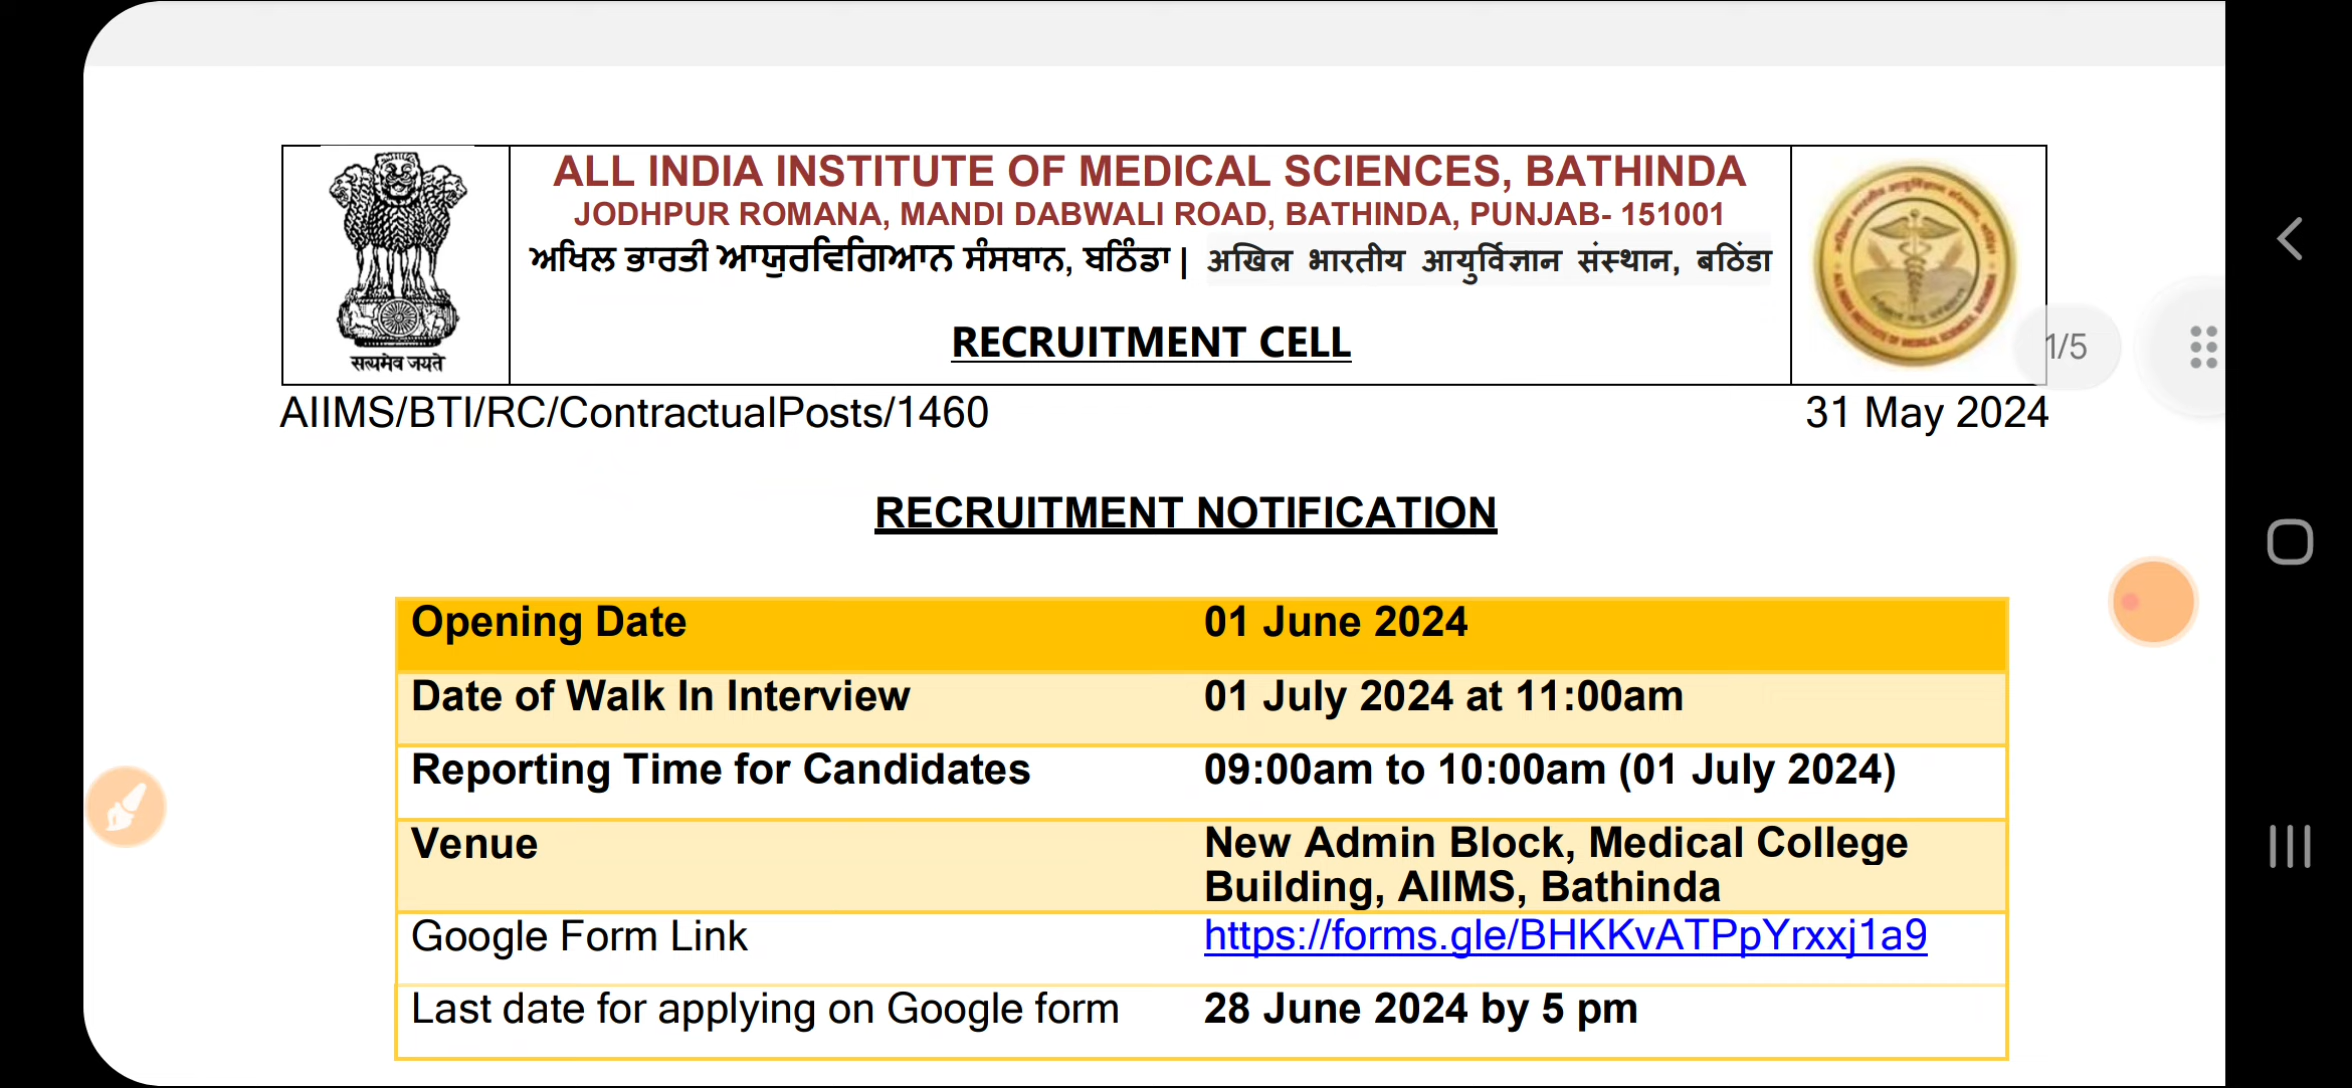 ALL INDIA INSTITUTE OF MEDICAL SCIENCES, BATHINDA
JODHPUR ROMANA, MANDI DABWALI ROAD, BATHINDA, PUNJAB- 151001
ਅਖਿਲ ਭਾਰਤੀ ਆਯੁਰਵਿਗਿਆਨ ਸੰਸਥਾਨ, ਬਠਿੰਡਾ | अखिल भारतीय आयुर्विज्ञान संस्थान, बठिंडा
RECRUITMENT CELL
सत्यमेव जयते
1/5
AIIMS/BTI/RC/ContractualPosts/1460 31 May 2024
RECRUITMENT NOTIFICATION
Opening Date 01 June 2024
Date of Walk In Interview 01 July 2024 at 11:00am
Reporting Time for Candidates 09:00am to 10:00am (01 July 2024)
Venue New Admin Block, Medical College
Building, AIIMS, Bathinda
Google Form Link https://forms.gle/BHKKvATPpYrxxj1a9
Last date for applying on Google form 28 June 2024 by 5 pm